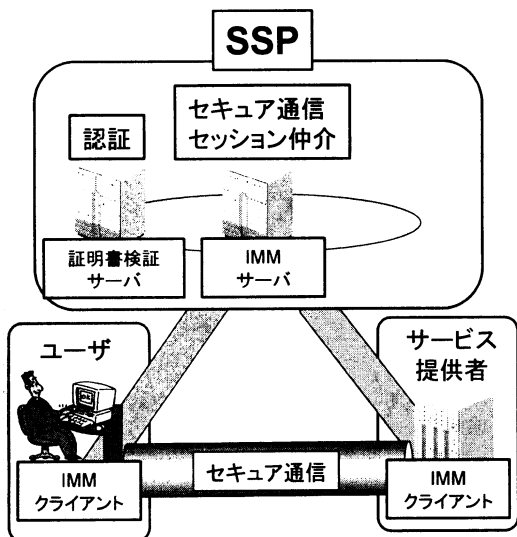 SSP
認証
セキュア通信
セッション仲介
証明書検証
サーバ
IMM
サーバ
ユーザ
サービス
提供者
IMM
クライアント
セキュア通信
IMM
クライアント